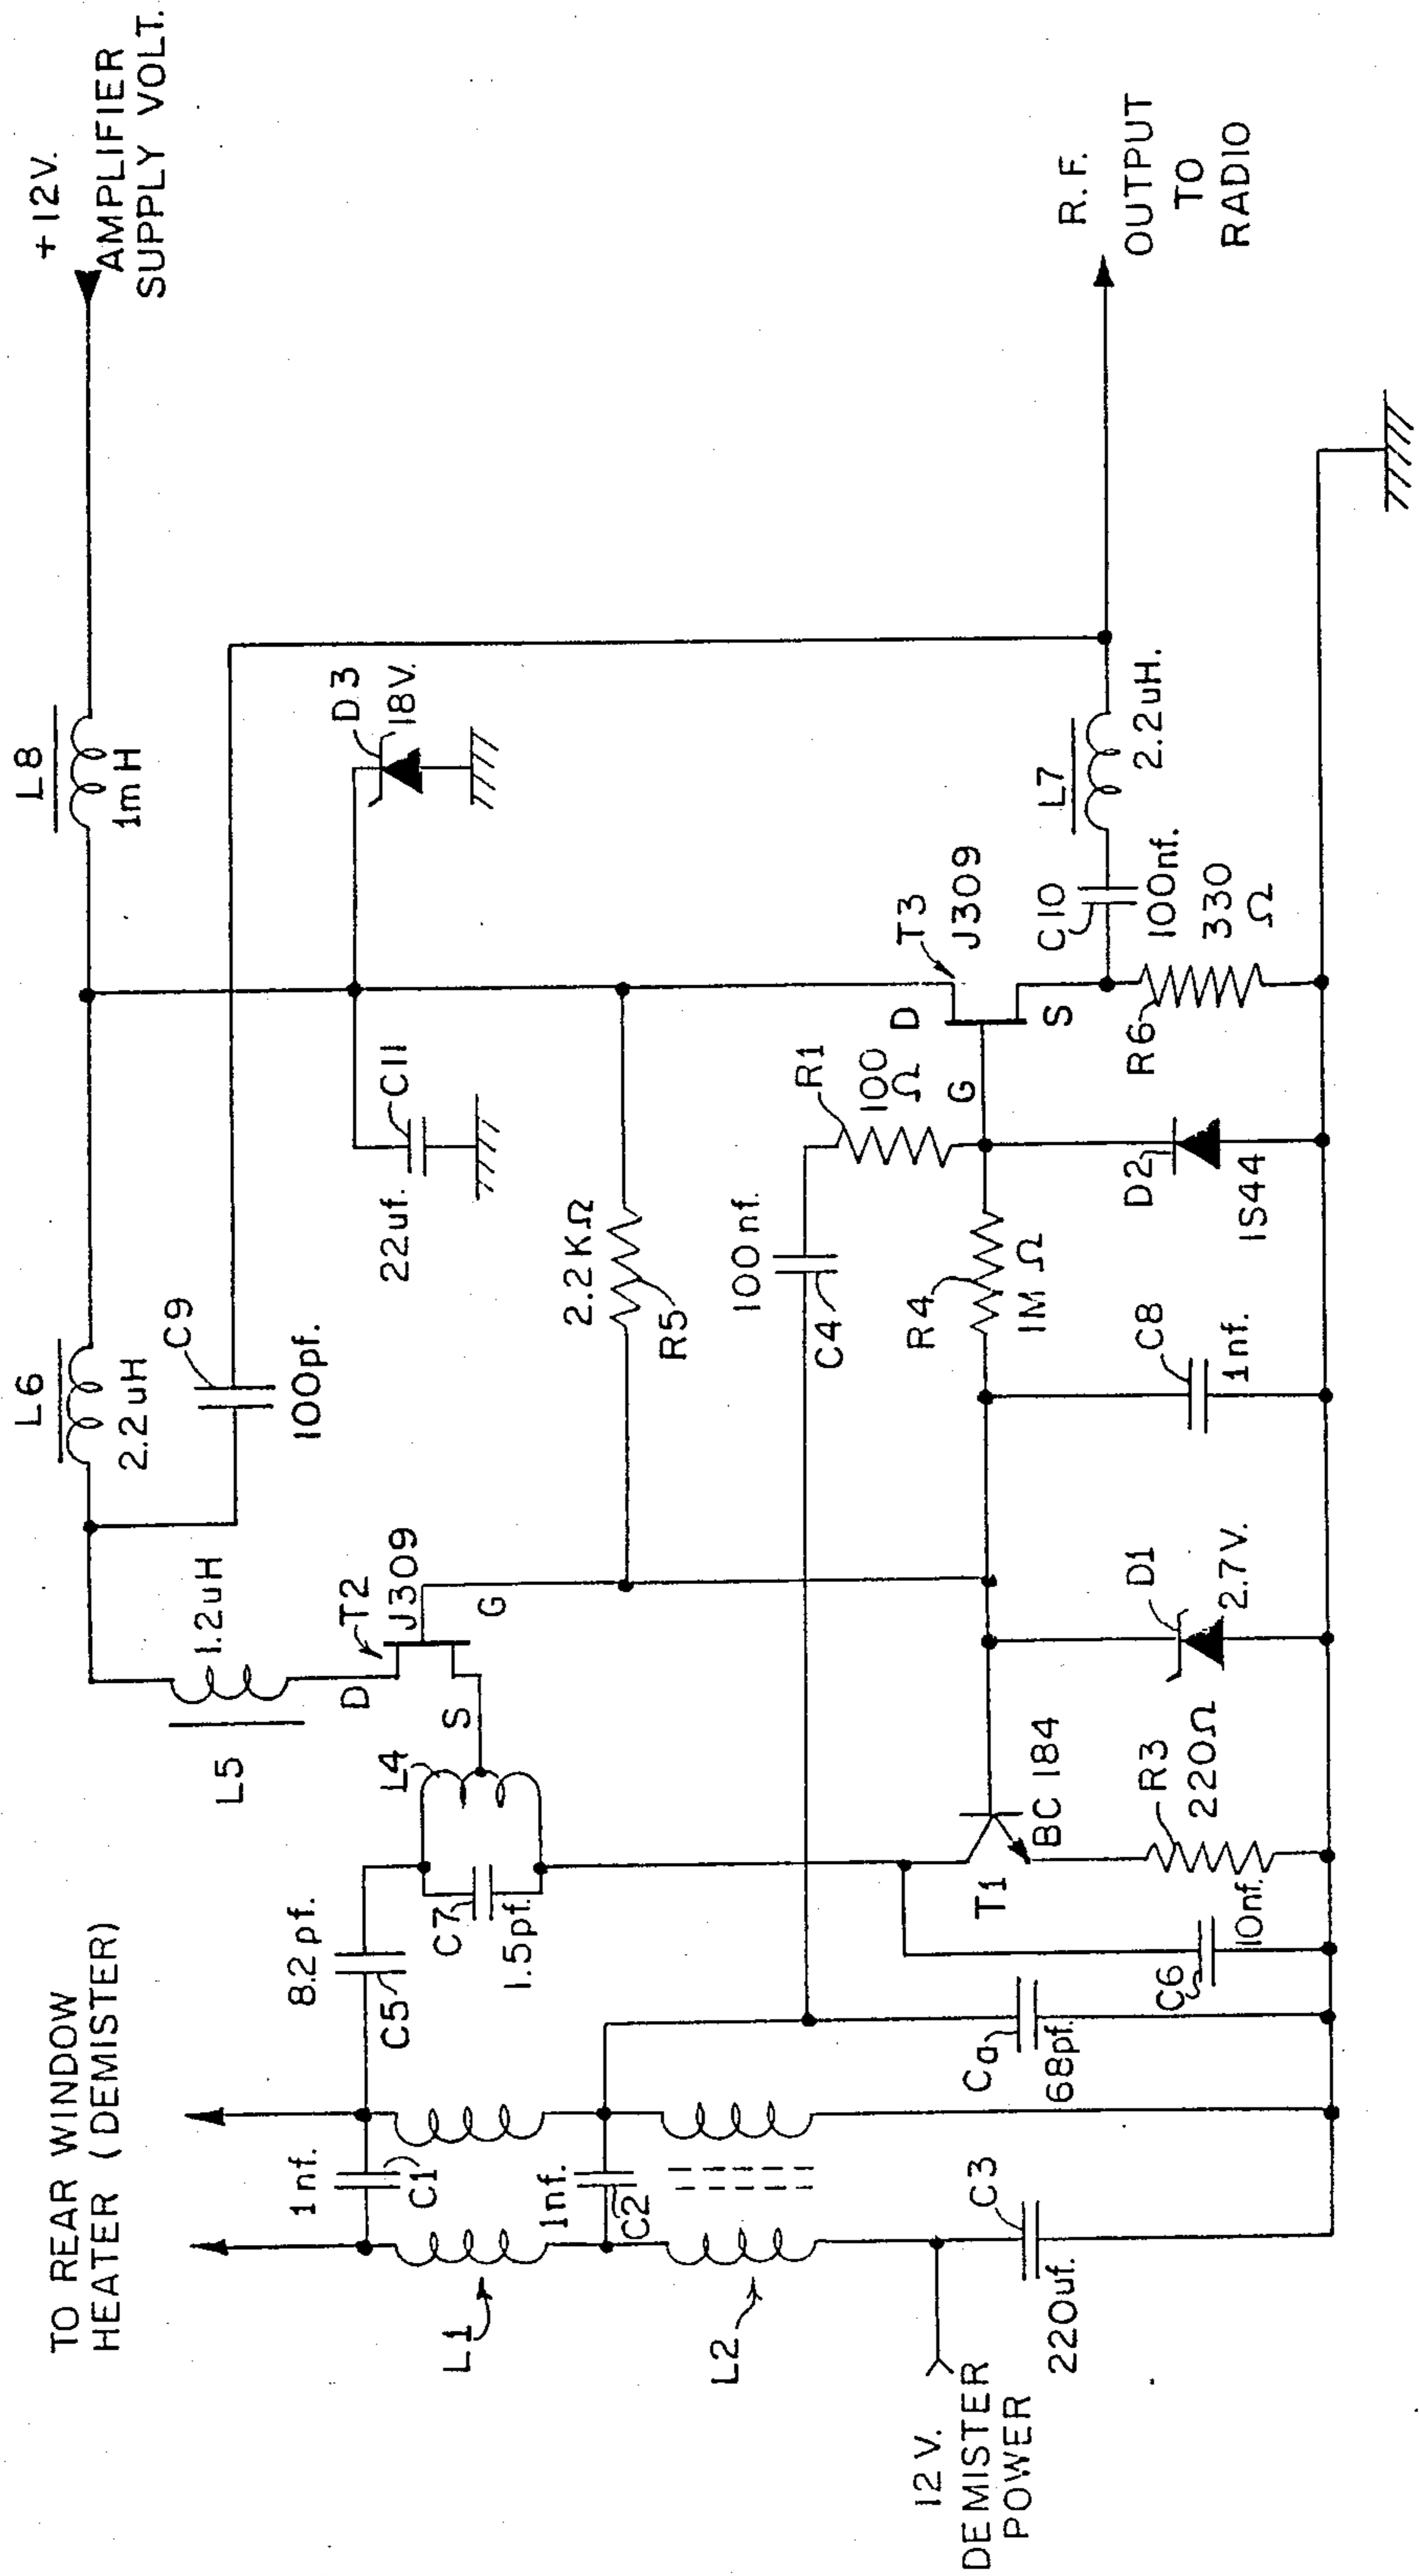 TO REAR WINDOW
HEATER (DEMISTER)
+12V.
AMPLIFIER
SUPPLY VOLT.
L8
1mH
L6
2.2uH
C9
100pf.
1.2uH
L5
D3
18V.
C11
22uf.
2.2KΩ
R5
D
T2
J309
G
S
L4
C7
1.5pf.
8.2pf.
C5
1nf.
C1
L1
1nf.
C2
L2
12V.
DEMISTER
POWER
C3
220uf.
Ca
68pf.
C6
10nf.
T1
BC 184
R3
220Ω
D1
2.7V.
C8
1nf.
100nf.
C4
R1
100
Ω
R4
1MΩ
D2
1S44
D
G
S
T3
J309
R6
330
Ω
C10
100nf.
L7
2.2uH.
R.F.
OUTPUT
TO
RADIO